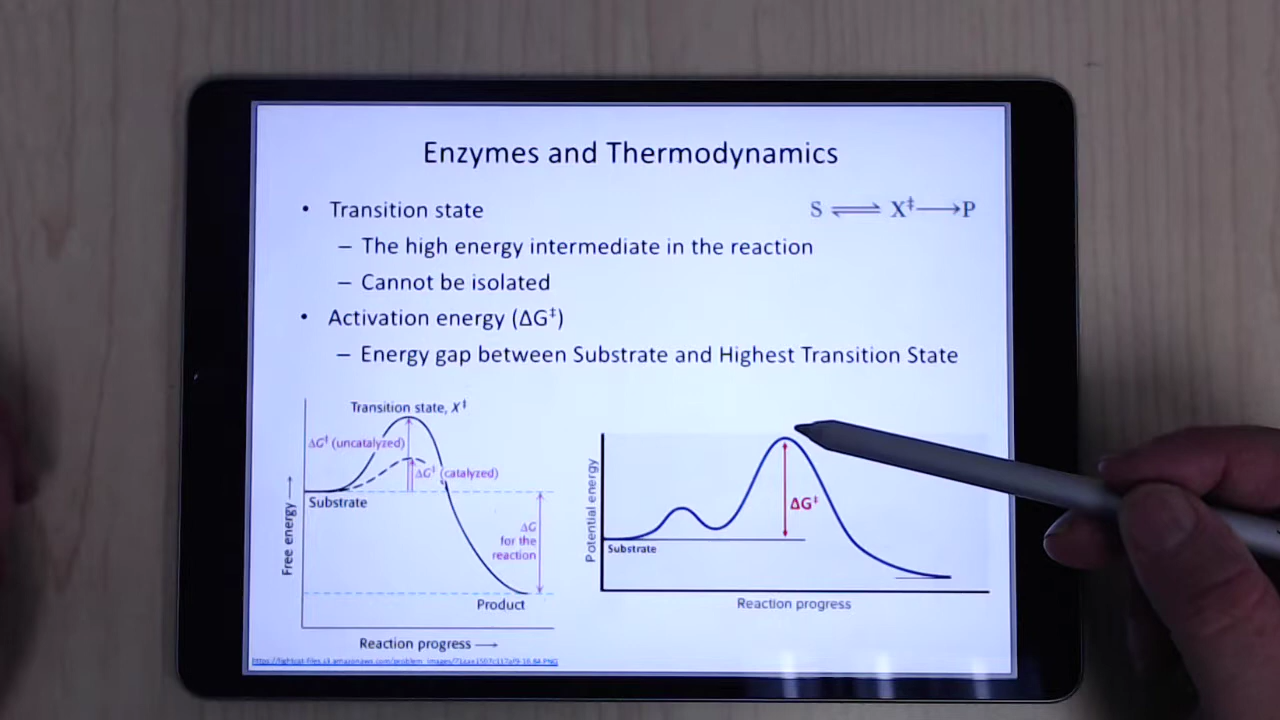 Enzymes and Thermodynamics
• Transition state
S ⇌ X‡ ⟶ P
– The high energy intermediate in the reaction
– Cannot be isolated
• Activation energy (ΔG‡)
– Energy gap between Substrate and Highest Transition State
Transition state, X‡
ΔG‡ (uncatalyzed)
ΔG‡ (catalyzed)
Substrate
ΔG
for the
reaction
Product
Free energy ⟶
Reaction progress ⟶
Potential energy
ΔG‡
Substrate
Reaction progress